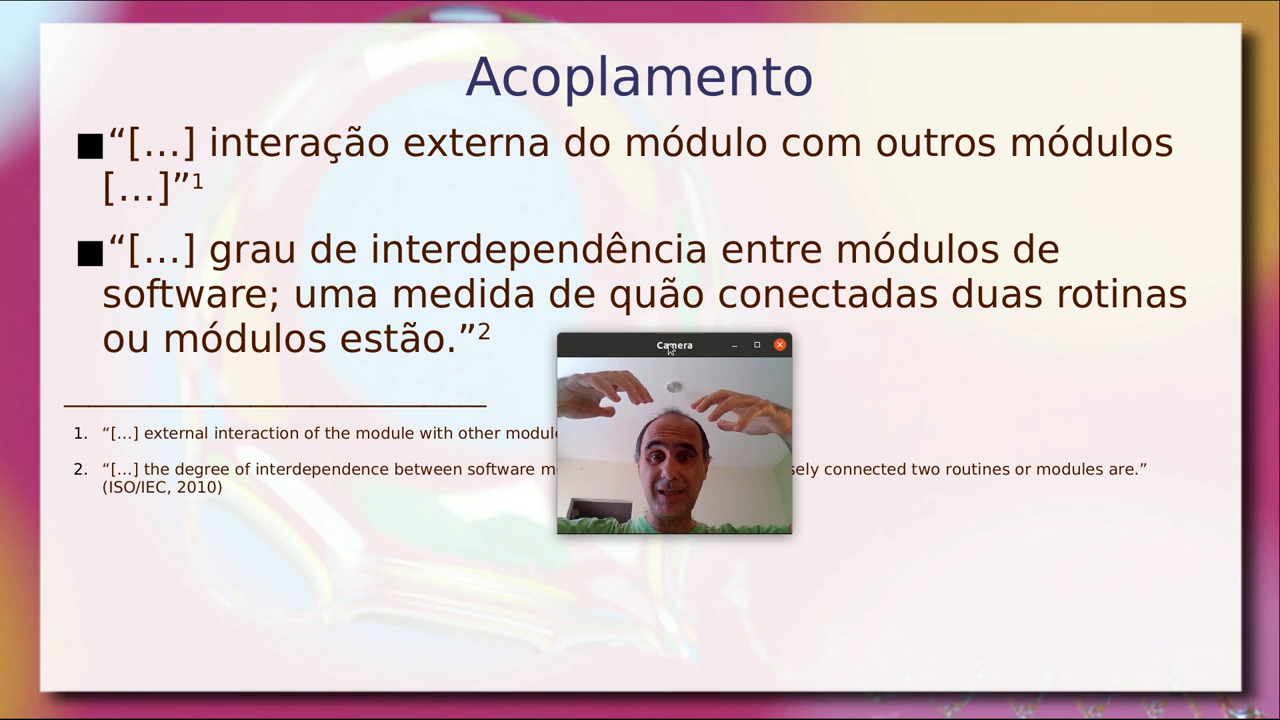 Acoplamento
■“[…] interação externa do módulo com outros módulos
[…]”1
■“[…] grau de interdependência entre módulos de
software; uma medida de quão conectadas duas rotinas
ou módulos estão.”2
Camera
1. “[…] external interaction of the module with other
2. “[…] the degree of interdependence between software connected two routines or modules are.”
(ISO/IEC, 2010)